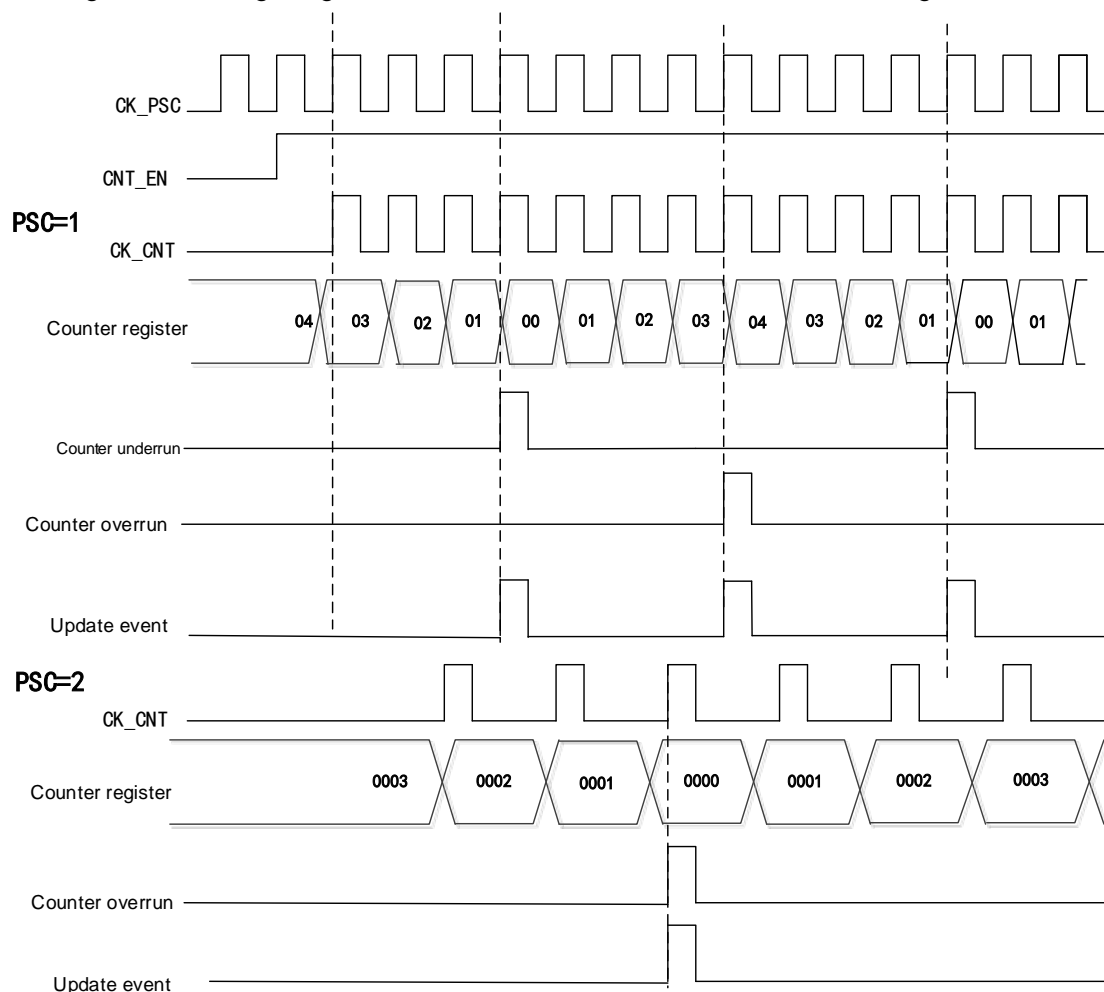 CK_PSC
CNT_EN
PSC=1
CK_CNT
Counter register 04 03 02 01 00 01 02 03 04 03 02 01 00 01
Counter underrun
Counter overrun
Update event
PSC=2
CK_CNT
Counter register 0003 0002 0001 0000 0001 0002 0003
Counter overrun
Update event